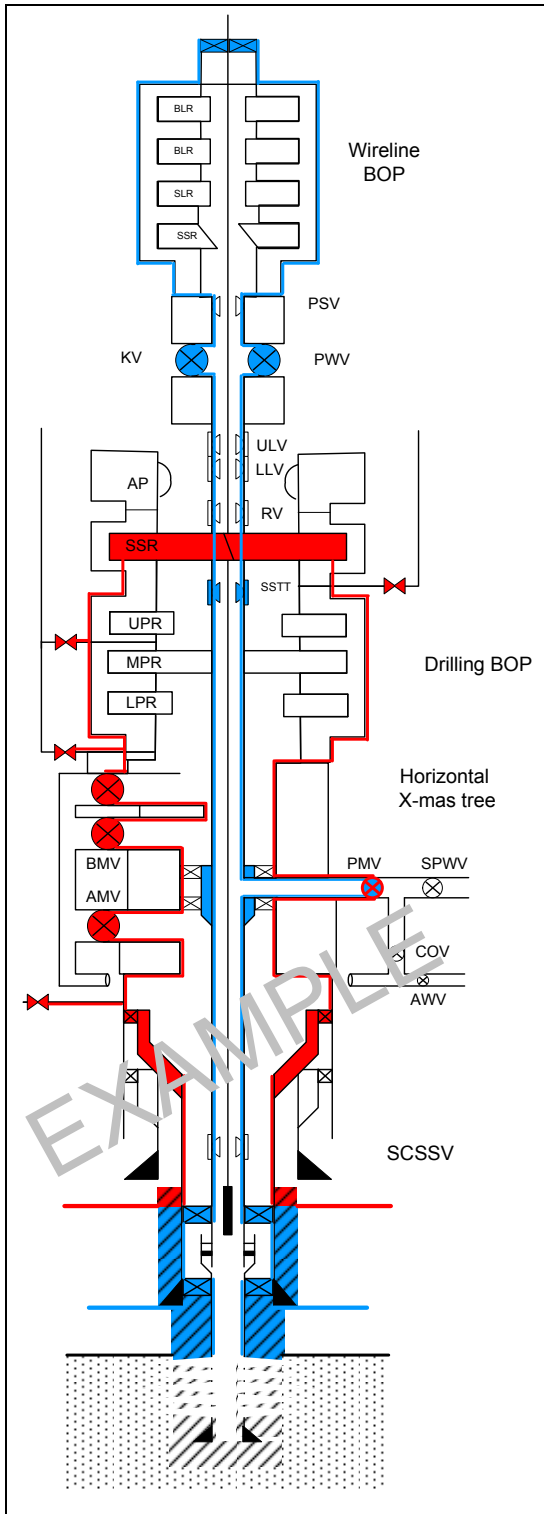 BLR
BLR
Wireline
BOP
SLR
SSR
PSV
KV
PWV
ULV
LLV
AP
RV
SSR
SSTT
UPR
MPR
Drilling BOP
LPR
Horizontal
X-mas tree
BMV
PMV
SPWV
AMV
COV
AWV
EXAMPLE
SCSSV